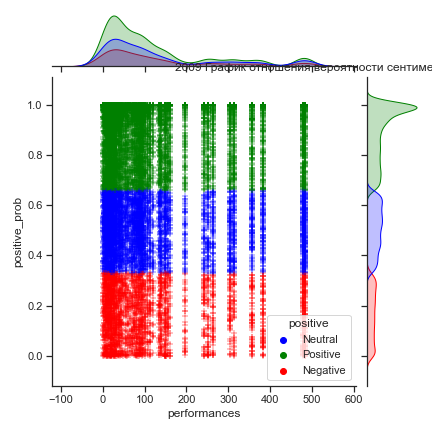 2009 График отношения вероятности сентиме
1.0
0.8
0.6
0.4
0.2
0.0
positive_prob
positive
Neutral
Positive
Negative
−100 0 100 200 300 400 500 600
performances